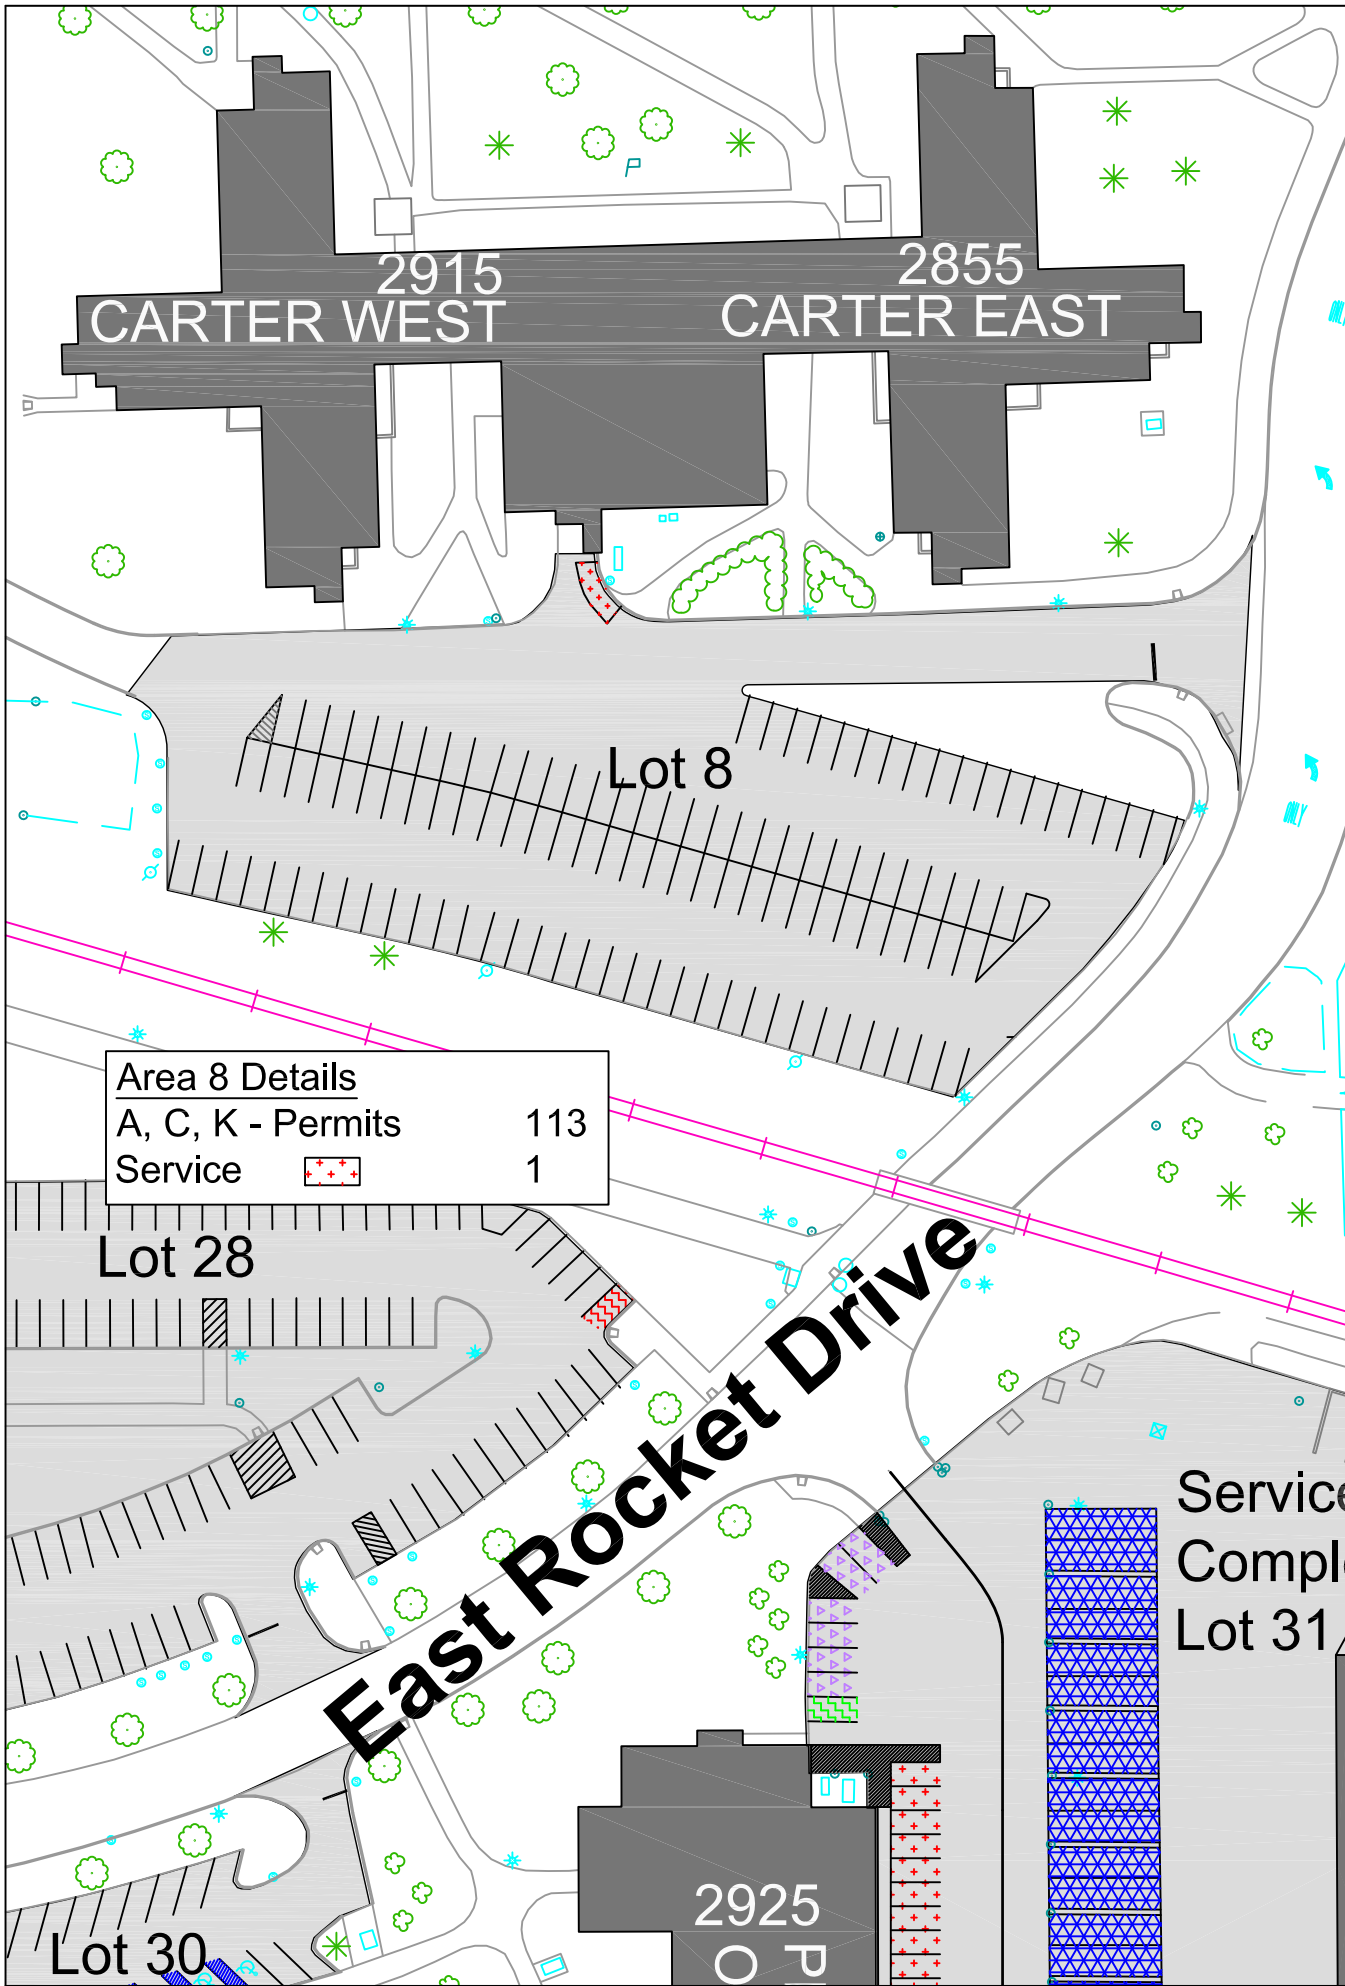 2915
CARTER WEST
2855
CARTER EAST
Lot 8
Area 8 Details
A, C, K - Permits 113
Service 1
Lot 28
East Rocket Drive
Service
Lot 31
2925
Lot 30